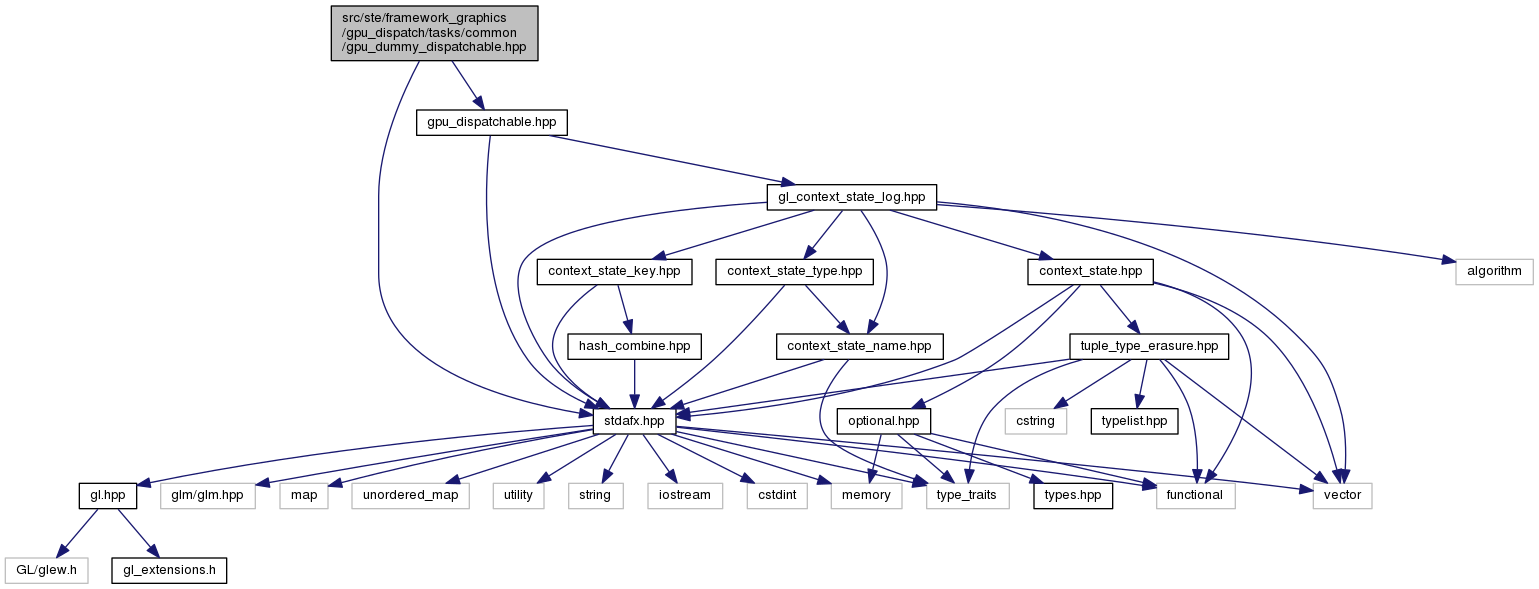 src/ste/framework_graphics
/gpu_dispatch/tasks/common
/gpu_dummy_dispatchable.hpp
gpu_dispatchable.hpp
gl_context_state_log.hpp
context_state_key.hpp
context_state_type.hpp
context_state.hpp
algorithm
hash_combine.hpp
context_state_name.hpp
tuple_type_erasure.hpp
stdafx.hpp
optional.hpp
cstring
typelist.hpp
gl.hpp
glm/glm.hpp
map
unordered_map
utility
string
iostream
cstdint
memory
type_traits
types.hpp
functional
vector
GL/glew.h
gl_extensions.h